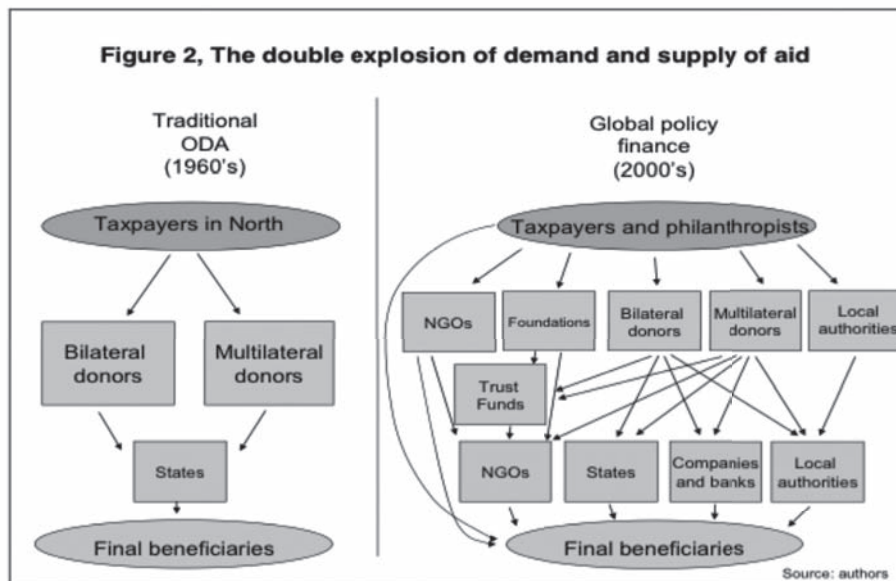 Figure 2, The double explosion of demand and supply of aid
Traditional
ODA
(1960's)
Taxpayers in North
Bilateral
donors
Multilateral
donors
States
Final beneficiaries
Global policy
finance
(2000's)
Taxpayers and philanthropists
NGOs
Foundations
Bilateral
donors
Multilateral
donors
Local
authorities
Trust
Funds
NGOs
States
Companies
and banks
Local
authorities
Final beneficiaries
Source: authors